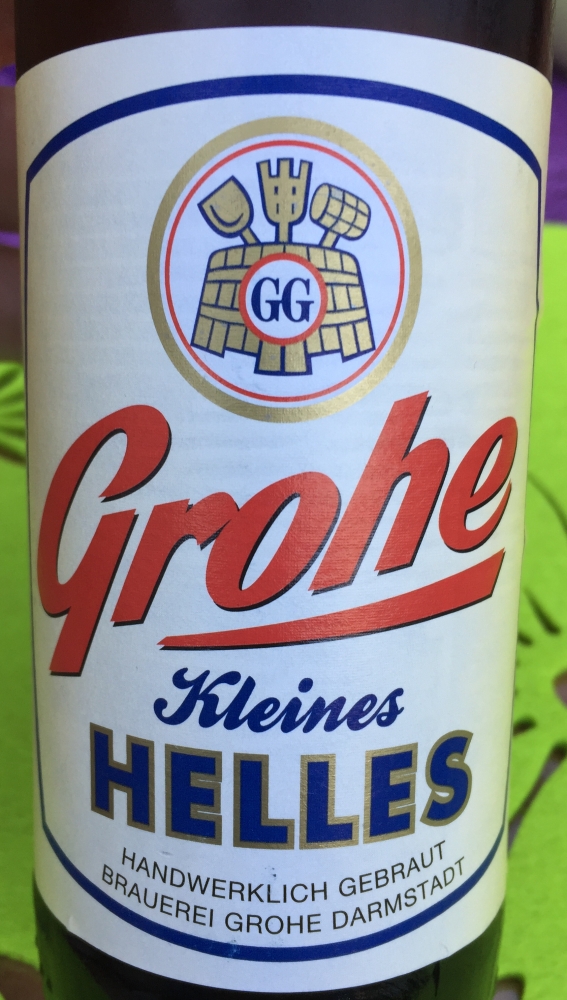 GG
Grohe
Kleines
HELLES
HANDWERKLICH GEBRAUT
BRAUEREI GROHE DARMSTADT